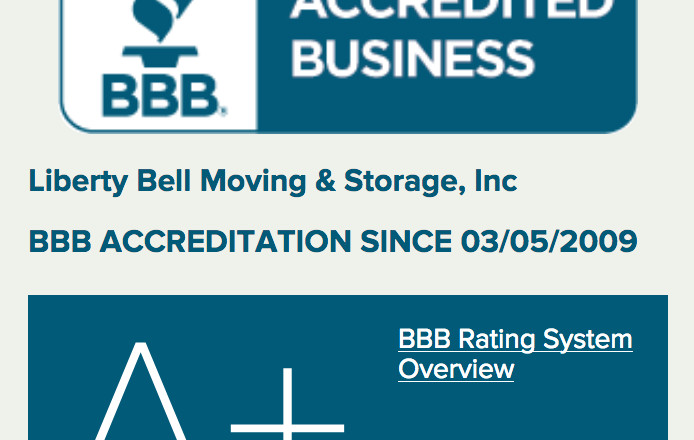 ACCREDITED
BUSINESS
BBB.
Liberty Bell Moving & Storage, Inc
BBB ACCREDITATION SINCE 03/05/2009
A+
BBB Rating System
Overview